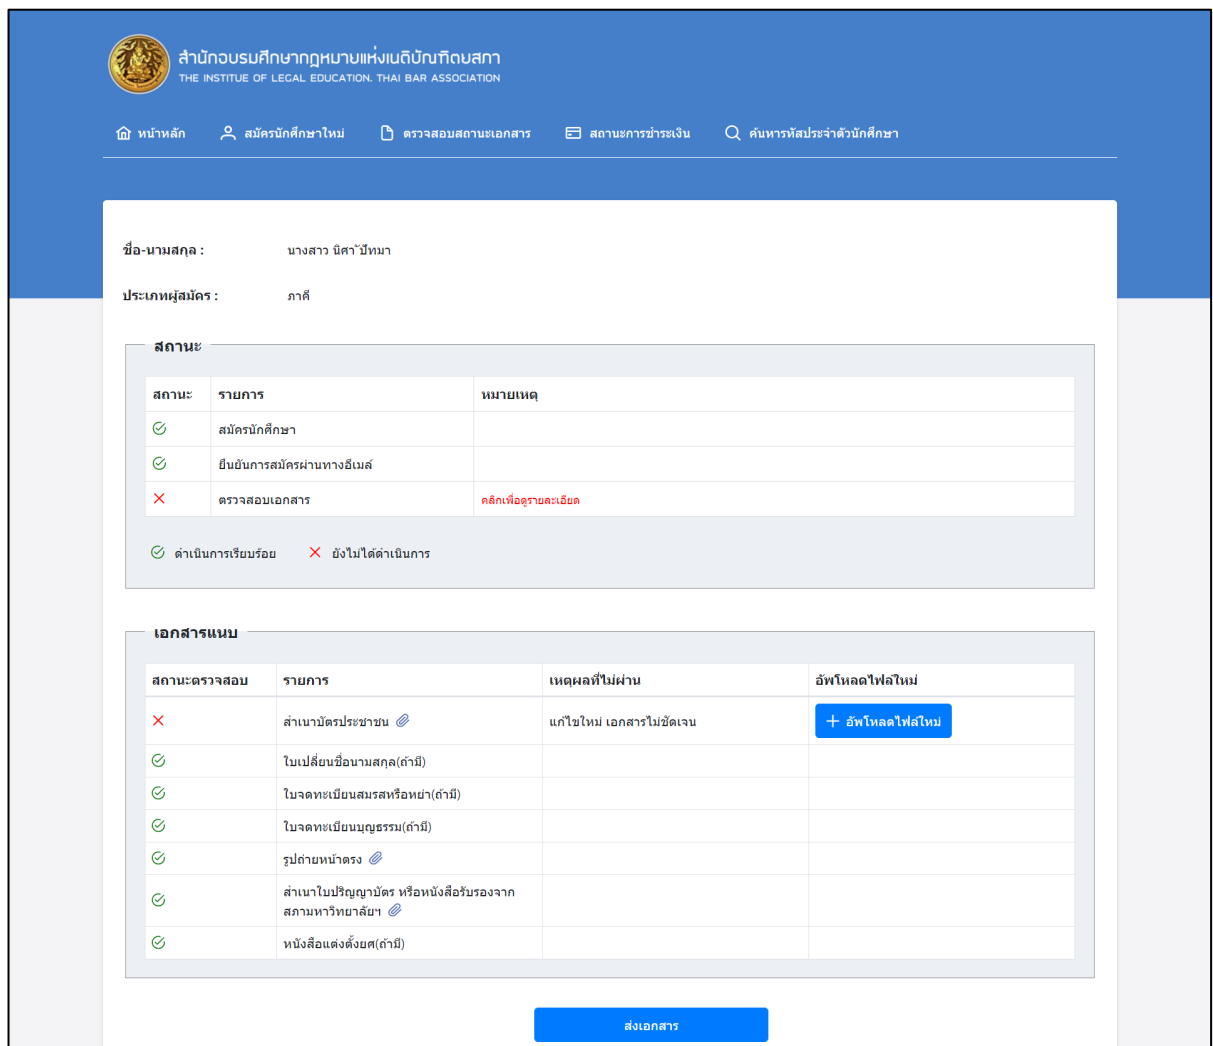 สำนักอบรมศึกษากฎหมายแห่งเนติบัณฑิตยสภา
THE INSTITUE OF LEGAL EDUCATION. THAI BAR ASSOCIATION
หน้าหลัก สมัครนักศึกษาใหม่ ตรวจสอบสถานะเอกสาร สถานะการชำระเงิน ค้นหารหัสประจำตัวนักศึกษา
ชื่อ-นามสกุล : นางสาว นิศา ปัทมา
ประเภทผู้สมัคร : ภาคี
สถานะ
สถานะ รายการ หมายเหตุ
สมัครนักศึกษา
ยืนยันการสมัครผ่านทางอีเมล์
ตรวจสอบเอกสาร คลิกเพื่อดูรายละเอียด
ดำเนินการเรียบร้อย ยังไม่ได้ดำเนินการ
เอกสารแนบ
สถานะตรวจสอบ รายการ เหตุผลที่ไม่ผ่าน อัพโหลดไฟล์ใหม่
สำเนาบัตรประชาชน แก้ไขใหม่ เอกสารไม่ชัดเจน + อัพโหลดไฟล์ใหม่
ใบเปลี่ยนชื่อนามสกุล(ถ้ามี)
ใบจดทะเบียนสมรสหรือหย่า(ถ้ามี)
ใบจดทะเบียนบุญธรรม(ถ้ามี)
รูปถ่ายหน้าตรง
สำเนาใบปริญญาบัตร หรือหนังสือรับรองจาก
สภามหาวิทยาลัยฯ
หนังสือแต่งตั้งยศ(ถ้ามี)
ส่งเอกสาร